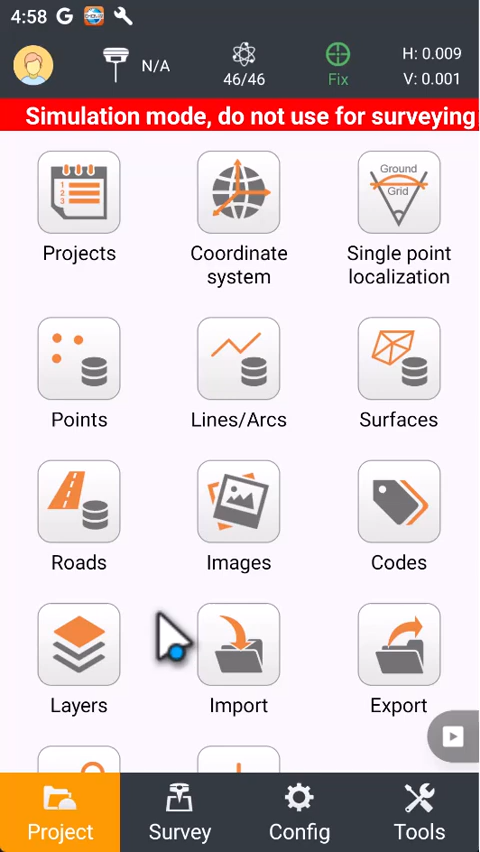 4:58
N/A
46/46
Fix
H: 0.009
V: 0.001
Simulation mode, do not use for surveying
Projects
Coordinate
system
Ground
Grid
Single point
localization
Points
Lines/Arcs
Surfaces
Roads
Images
Codes
Layers
Import
Export
Project
Survey
Config
Tools